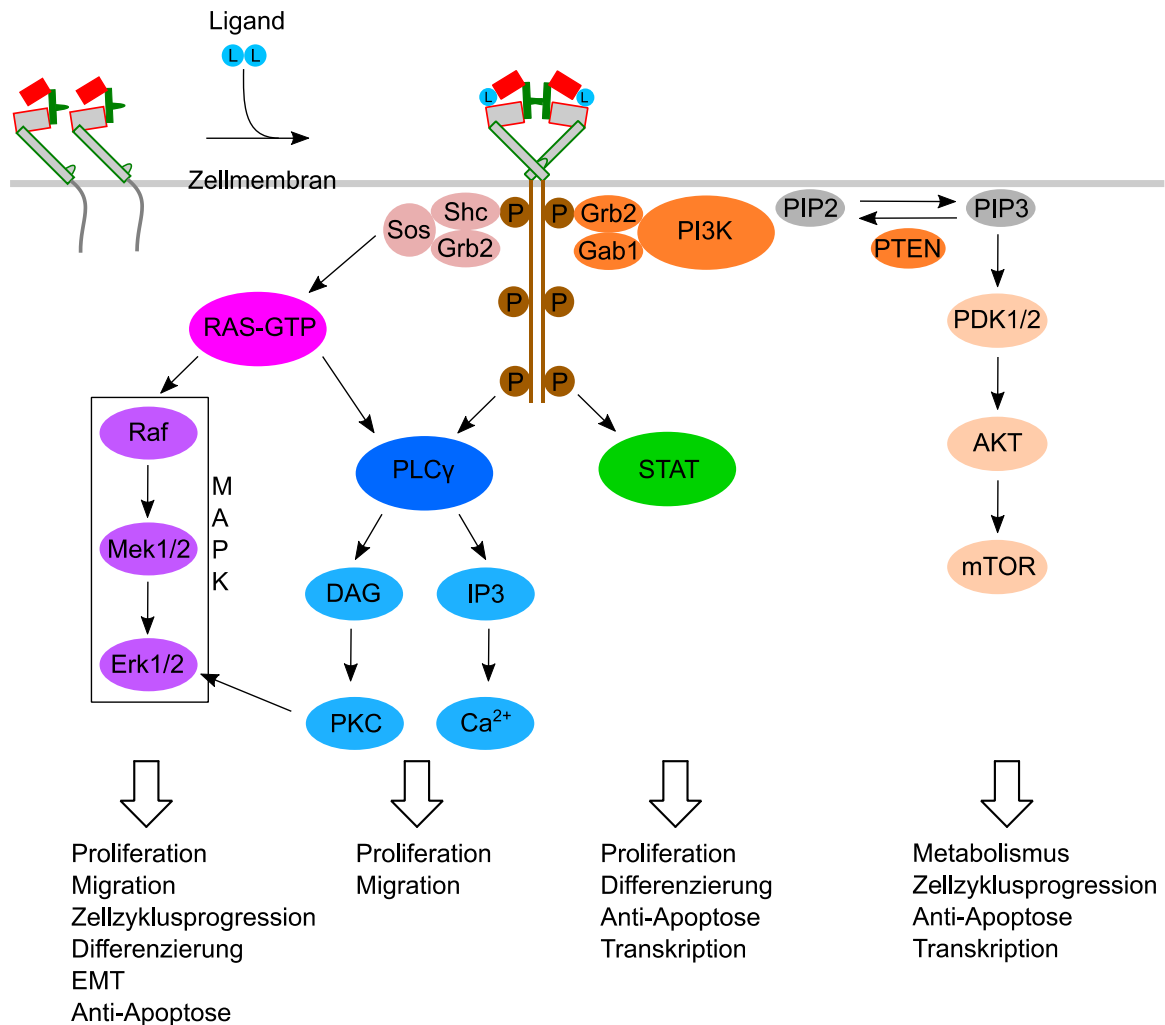 Ligand
L L
L L
Zellmembran
Sos Shc Grb2 P P Grb2 Gab1 PI3K PIP2 PIP3
PTEN
P P
RAS-GTP
PDK1/2
P P
Raf
MAPK
PLCγ
STAT
AKT
Mek1/2
DAG
IP3
mTOR
Erk1/2
PKC
Ca²⁺
Proliferation
Migration
Zellzyklusprogression
Differenzierung
EMT
Anti-Apoptose
Proliferation
Migration
Proliferation
Differenzierung
Anti-Apoptose
Transkription
Metabolismus
Zellzyklusprogression
Anti-Apoptose
Transkription